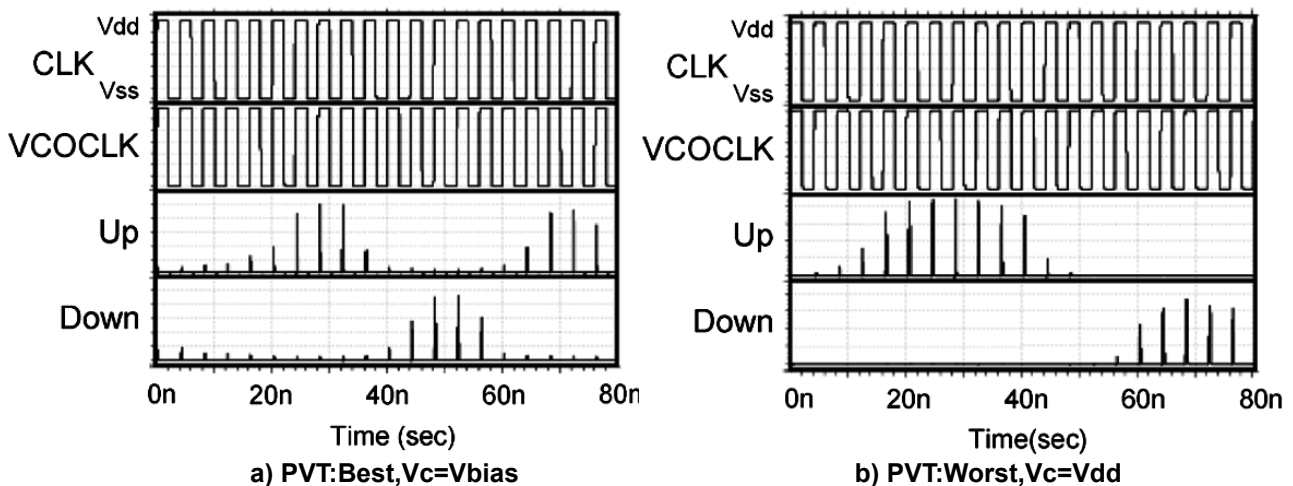 Vdd
CLK
Vss
VCOCLK
Up
Down
0n 20n 40n 60n 80n
Time (sec)
a) PVT:Best,Vc=Vbias
Vdd
CLK
Vss
VCOCLK
Up
Down
0n 20n 40n 60n 80n
Time(sec)
b) PVT:Worst,Vc=Vdd